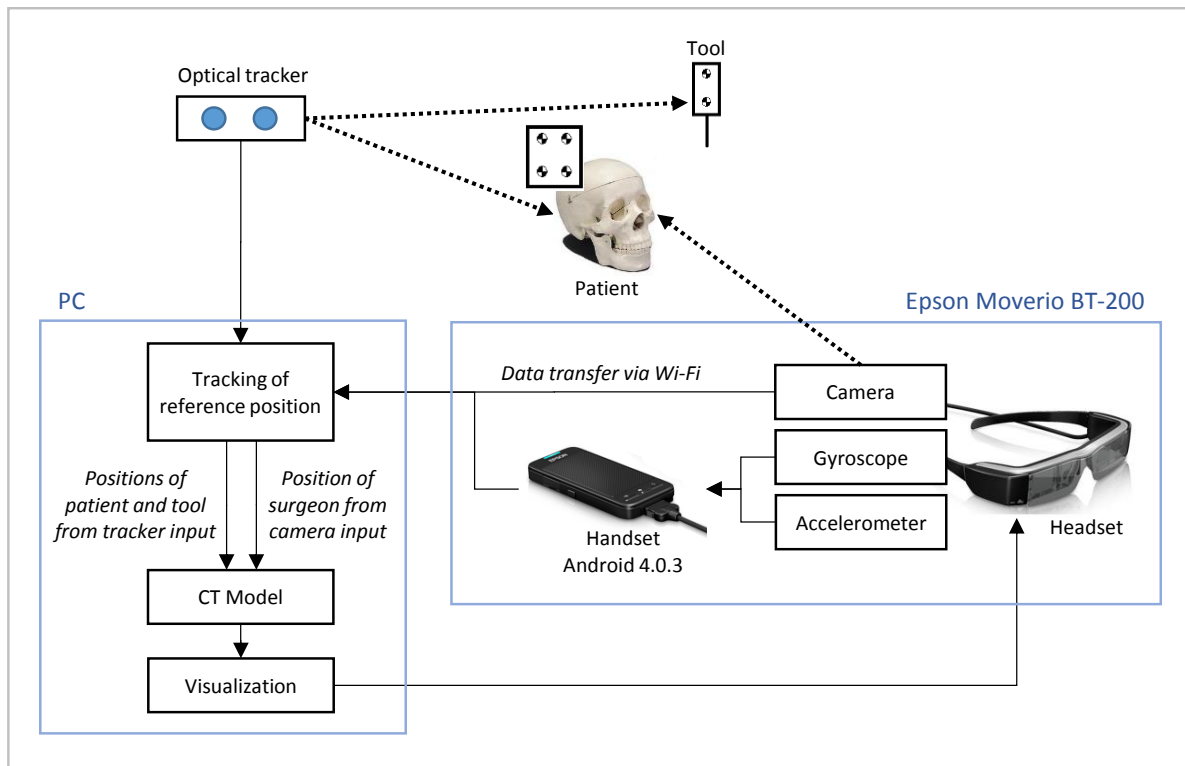 Tool
Optical tracker
Patient
PC
Epson Moverio BT-200
Tracking of
reference position
Data transfer via Wi-Fi
Camera
Gyroscope
Accelerometer
Headset
Handset
Android 4.0.3
Positions of
patient and tool
from tracker input
Position of
surgeon from
camera input
CT Model
Visualization
EPSON